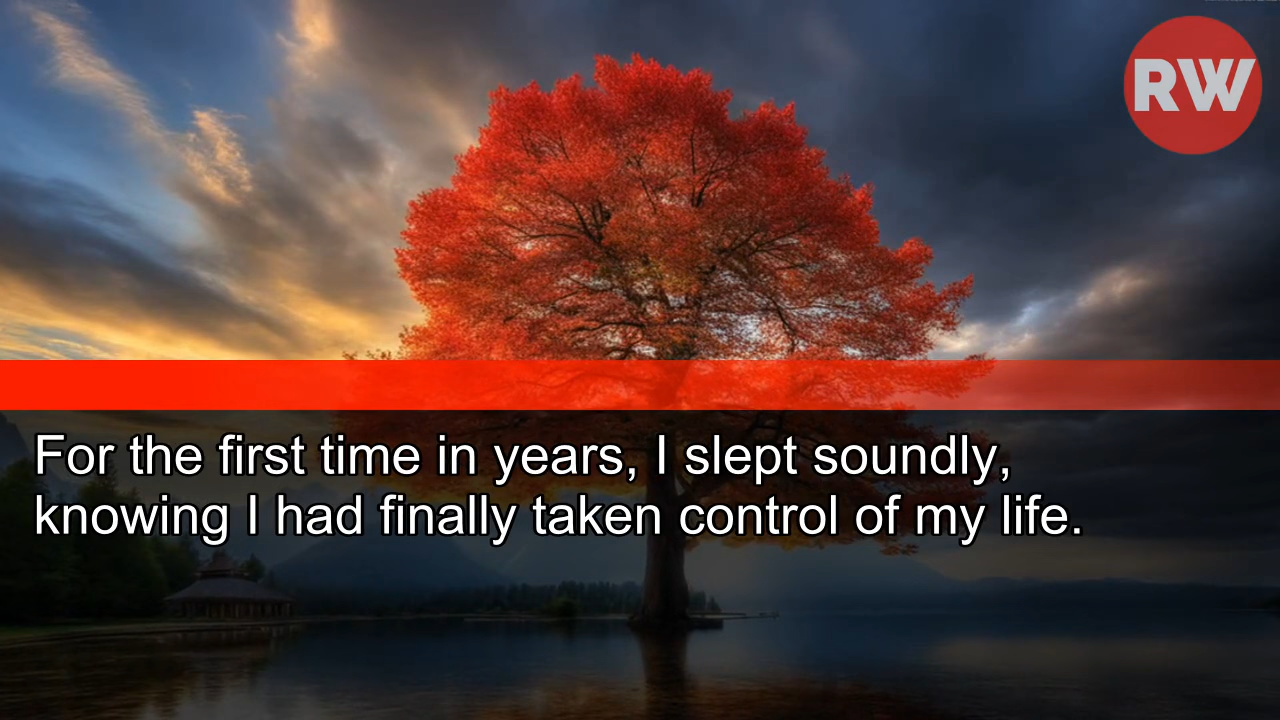 RW
For the first time in years, I slept soundly,
knowing I had finally taken control of my life.